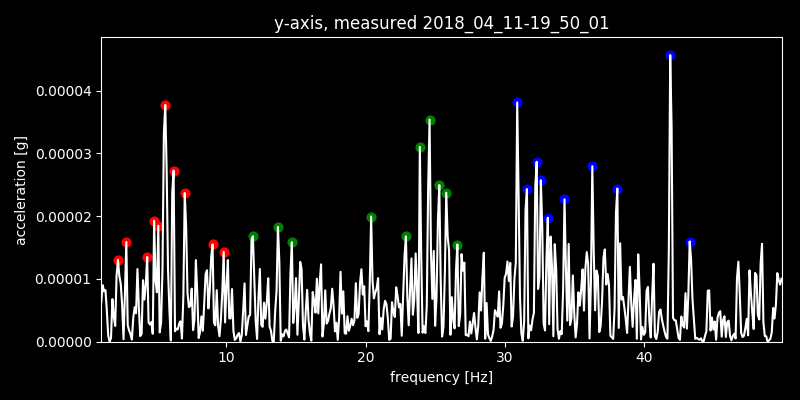 y-axis, measured 2018_04_11-19_50_01
0.00004
0.00003
0.00002
0.00001
0.00000
acceleration [g]
10 20 30 40
frequency [Hz]